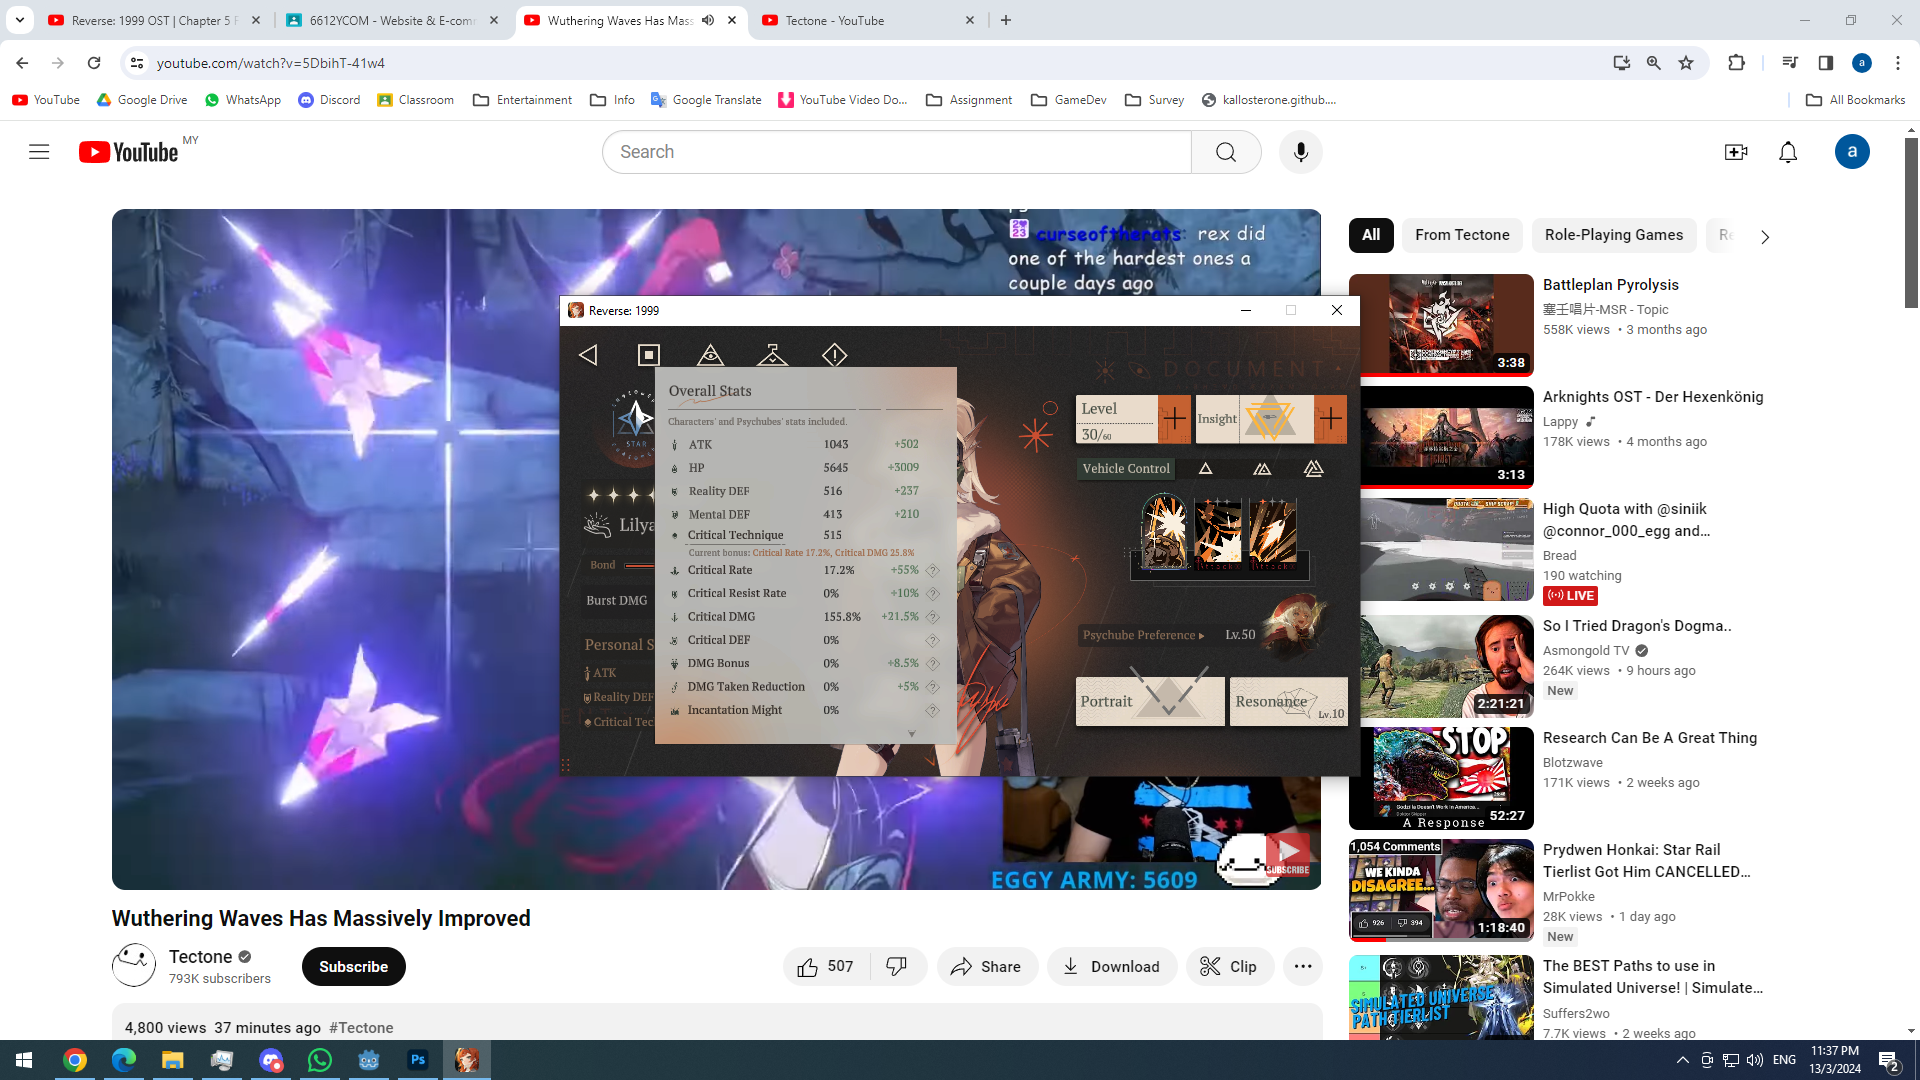 Reverse: 1999 OST | Chapter 5 F
6612YCOM - Website & E-com
Wuthering Waves Has Mass
Tectone - YouTube
youtube.com/watch?v=5DbihT-41w4
YouTube
Google Drive
WhatsApp
Discord
Classroom
Entertainment
Info
Google Translate
YouTube Video Do...
Assignment
GameDev
Survey
kallosterone.github....
All Bookmarks
YouTube
MY
Search
a
curseoftherats: rex did
one of the hardest ones a
couple days ago
Reverse: 1999
Overall Stats
Characters' and Psychubes' stats included.
ATK 1043 +502
HP 5645 +3009
Reality DEF 516 +237
Mental DEF 413 +210
Critical Technique 515
Current bonus: Critical Rate 17.2%, Critical DMG 25.8%
Critical Rate 17.2% +55%
Critical Resist Rate 0% +10%
Critical DMG 155.8% +21.5%
Critical DEF 0%
DMG Bonus 0% +8.5%
DMG Taken Reduction 0% +5%
Incantation Might 0%
STAR
Lilya
Bond
Burst DMG
Personal S
ATK
Reality DEF
Critical Tec
DOCUMENT
Level
30/60
Insight
Vehicle Control
Attacks
Attacks
Psychube Preference
Lv.50
Portrait
Resonance
Lv.10
EGGY ARMY: 5609
SUBSCRIBE
Wuthering Waves Has Massively Improved
Tectone
793K subscribers
Subscribe
507
Share
Download
Clip
4,800 views 37 minutes ago #Tectone
All
From Tectone
Role-Playing Games
Re
Battleplan Pyrolysis
塞壬唱片-MSR - Topic
558K views • 3 months ago
3:38
Arknights OST - Der Hexenkönig
Lappy
178K views • 4 months ago
3:13
High Quota with @siniik
@connor_000_egg and...
Bread
190 watching
LIVE
So I Tried Dragon's Dogma..
Asmongold TV
264K views • 9 hours ago
New
2:21:21
STOP
Research Can Be A Great Thing
Blotzwave
171K views • 2 weeks ago
A Response
52:27
1,054 Comments
WE KINDA
DISAGREE...
926
394
1:18:40
Prydwen Honkai: Star Rail
Tierlist Got Him CANCELLED...
MrPokke
28K views • 1 day ago
New
SIMULATED UNIVERSE
PATH TIERLIST
The BEST Paths to use in
Simulated Universe! | Simulate...
Suffers2wo
7.7K views • 2 weeks ago
Ps
ENG
11:37 PM
13/3/2024
2